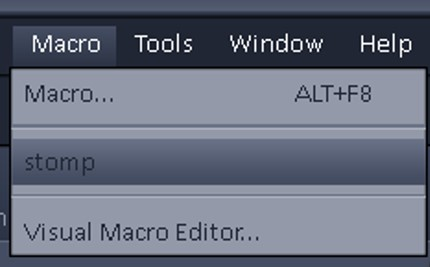 Macro Tools Window Help
Macro... ALT+F8
stomp
Visual Macro Editor...